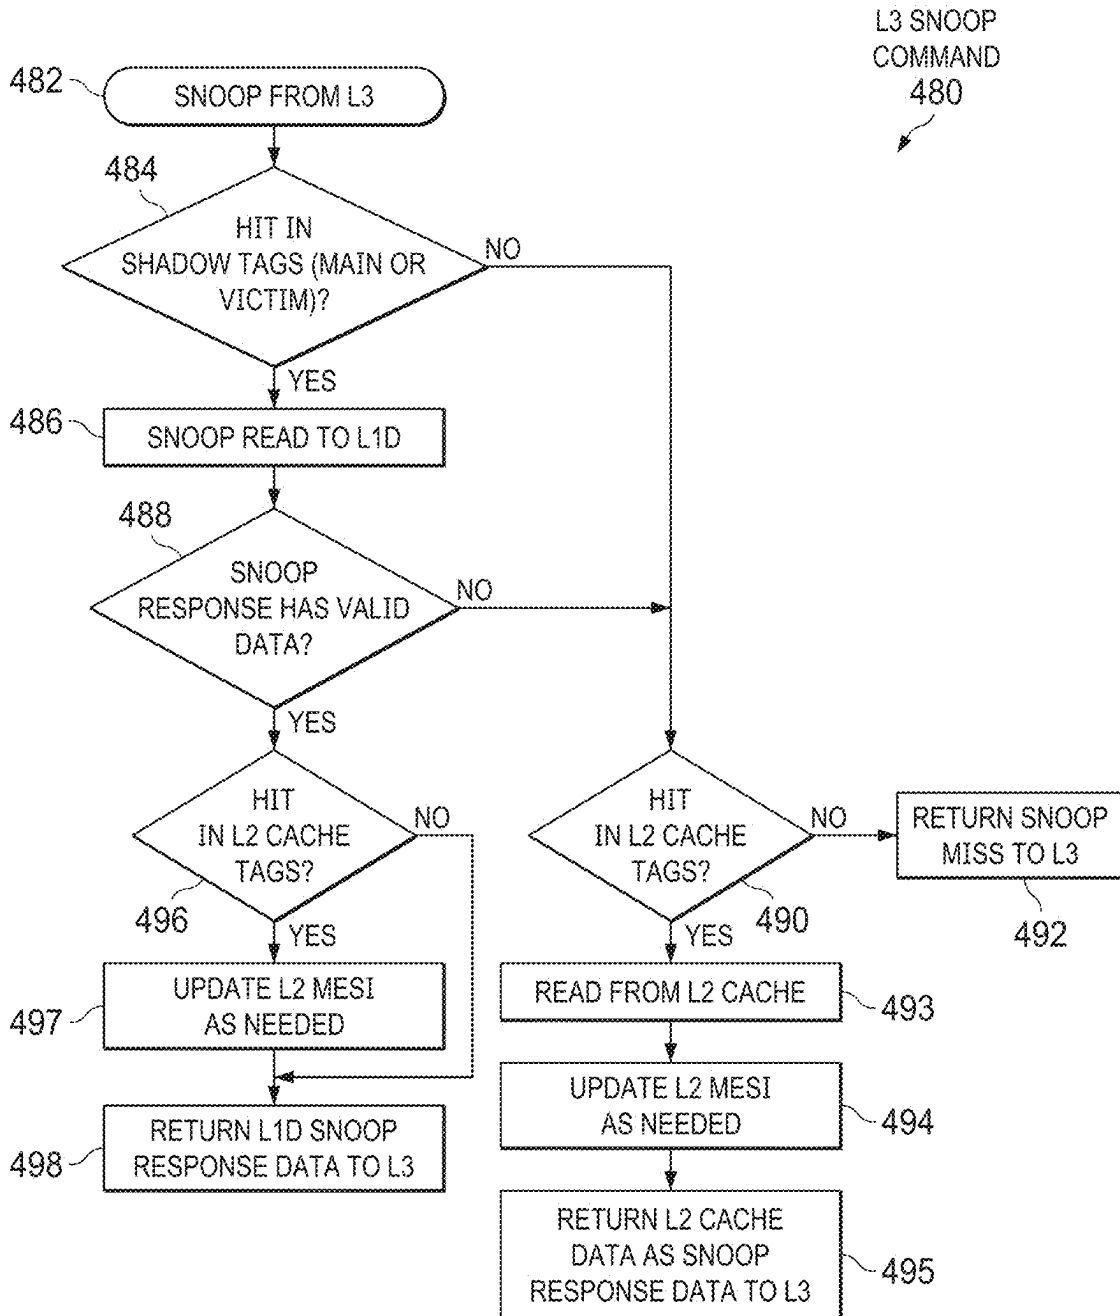 L3 SNOOP
COMMAND
480
482
SNOOP FROM L3
484
HIT IN
SHADOW TAGS (MAIN OR
VICTIM)?
NO
YES
486
SNOOP READ TO L1D
488
SNOOP
RESPONSE HAS VALID
DATA?
NO
YES
HIT
IN L2 CACHE
TAGS?
NO
496
YES
UPDATE L2 MESI
AS NEEDED
497
RETURN L1D SNOOP
RESPONSE DATA TO L3
498
HIT
IN L2 CACHE
TAGS?
NO
490
RETURN SNOOP
MISS TO L3
492
YES
READ FROM L2 CACHE
493
UPDATE L2 MESI
AS NEEDED
494
RETURN L2 CACHE
DATA AS SNOOP
RESPONSE DATA TO L3
495